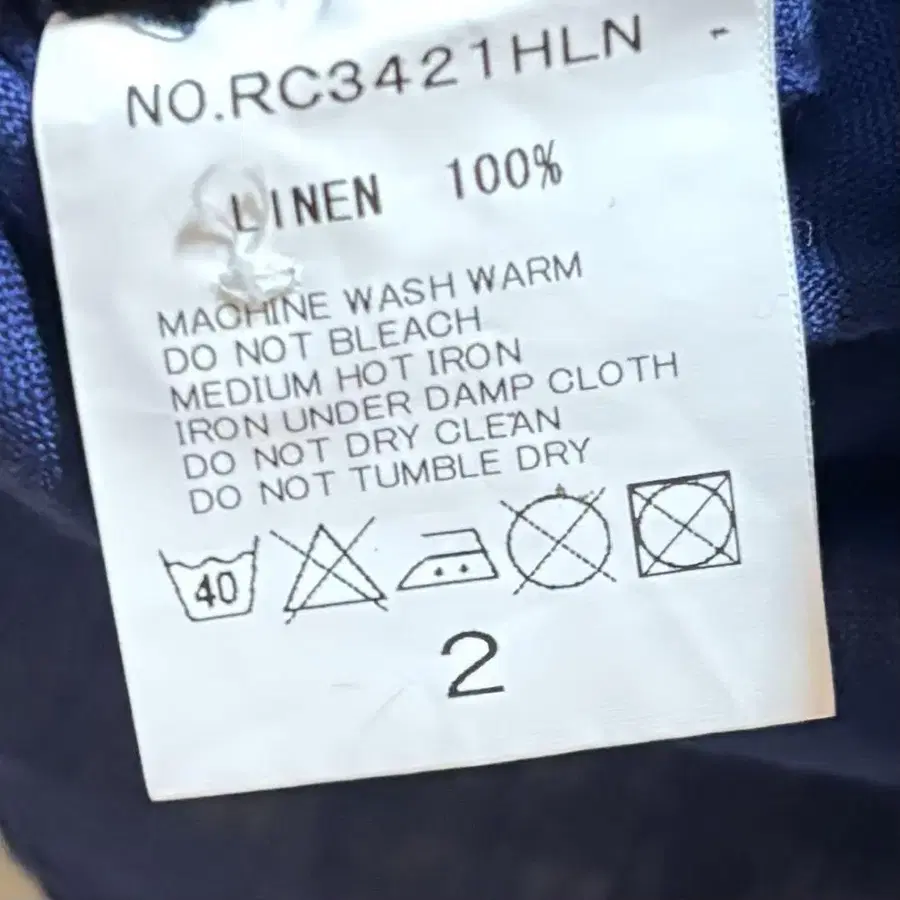 NO.RC3421HLN -
LINEN 100%
MACHINE WASH WARM
DO NOT BLEACH
MEDIUM HOT IRON
IRON UNDER DAMP CLOTH
DO NOT DRY CLEAN
DO NOT TUMBLE DRY
40
2